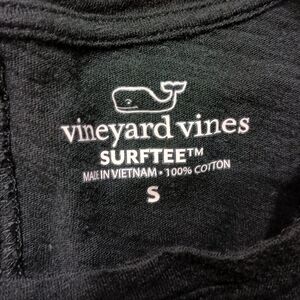 vineyard vines
SURFTEE™
MADE IN VIETNAM • 100% COTTON
S